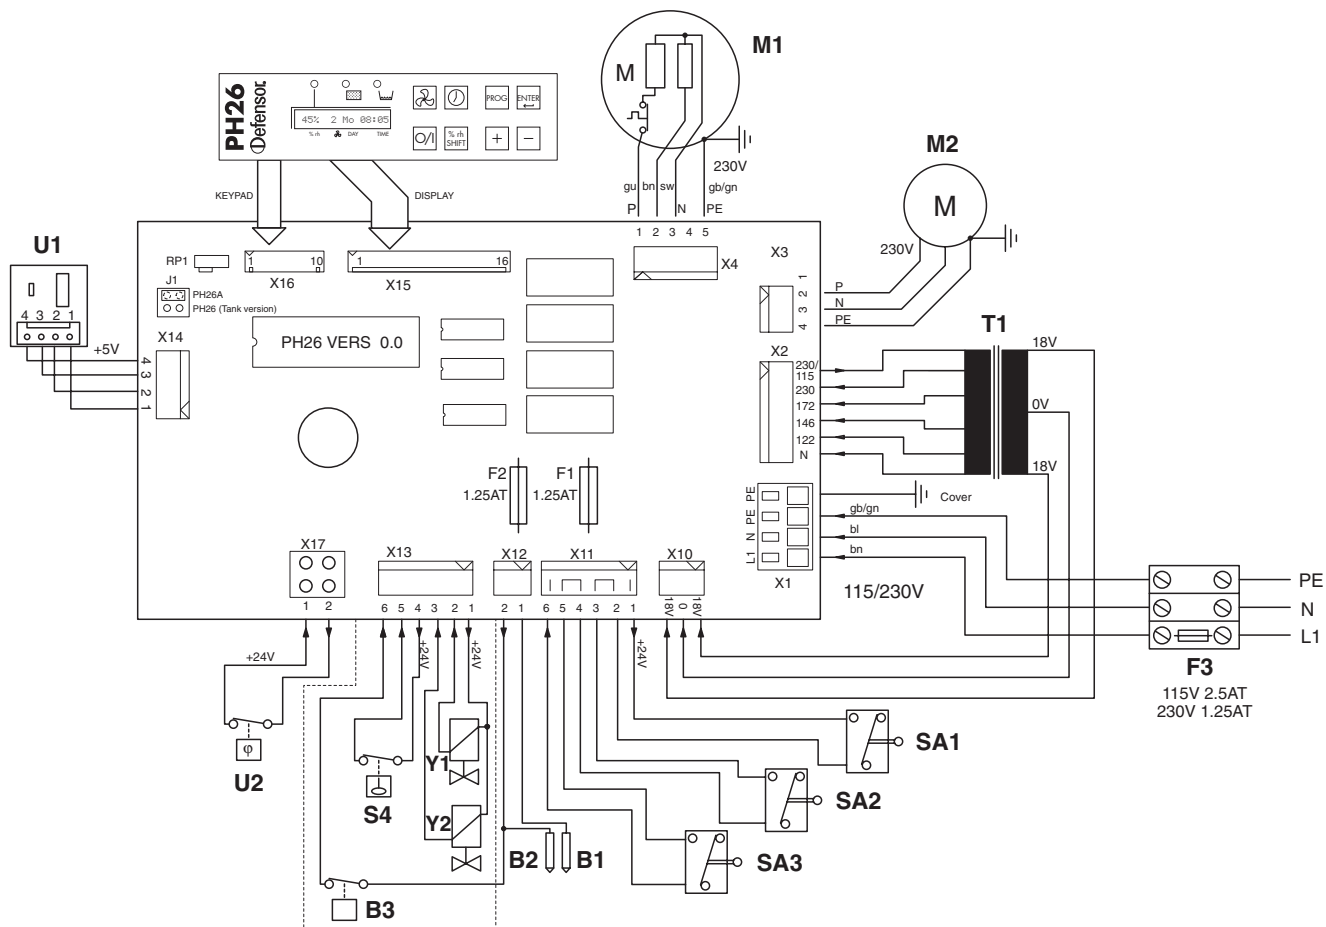 M1
M
PH26
Defensor
45% 2 Mo 08:05
% rh DAY TIME
PROG
ENTER
O/I
% rh
SHIFT
+
−
230V
gu bn sw gb/gn
P N PE
1 2 3 4 5
M2
M
230V
KEYPAD
DISPLAY
U1
4 3 2 1
+5V
RP1
J1
PH26A
PH26 (Tank version)
1 10
X16
1 16
X15
X4
X3
1
2
3
4
P
N
PE
T1
18V
0V
18V
X14
4
3
2
1
PH26 VERS 0.0
X2
230/
115
230
172
146
122
N
F2
1.25AT
F1
1.25AT
PE
PE
N
L1
X1
Cover
gb/gn
bl
bn
115/230V
X17
1 2
X13
6 5 4 3 2 1
X12
2 1
X11
6 5 4 3 2 1
X10
18V 0 18V
+24V
+24V
+24V
+24V
PE
N
L1
F3
115V 2.5AT
230V 1.25AT
φ
U2
S4
Y1
Y2
B2
B1
B3
SA1
SA2
SA3